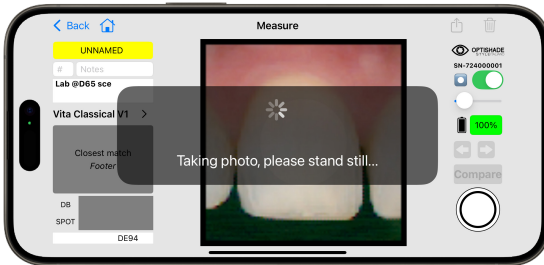 Back
Measure
UNNAMED
# Notes
Lab @D65 sce
Vita Classical V1
Closest match
Footer
DB
SPOT
DE94
Taking photo, please stand still...
OPTISHADE
STYLEITALIANO
SN-724000001
100%
Compare